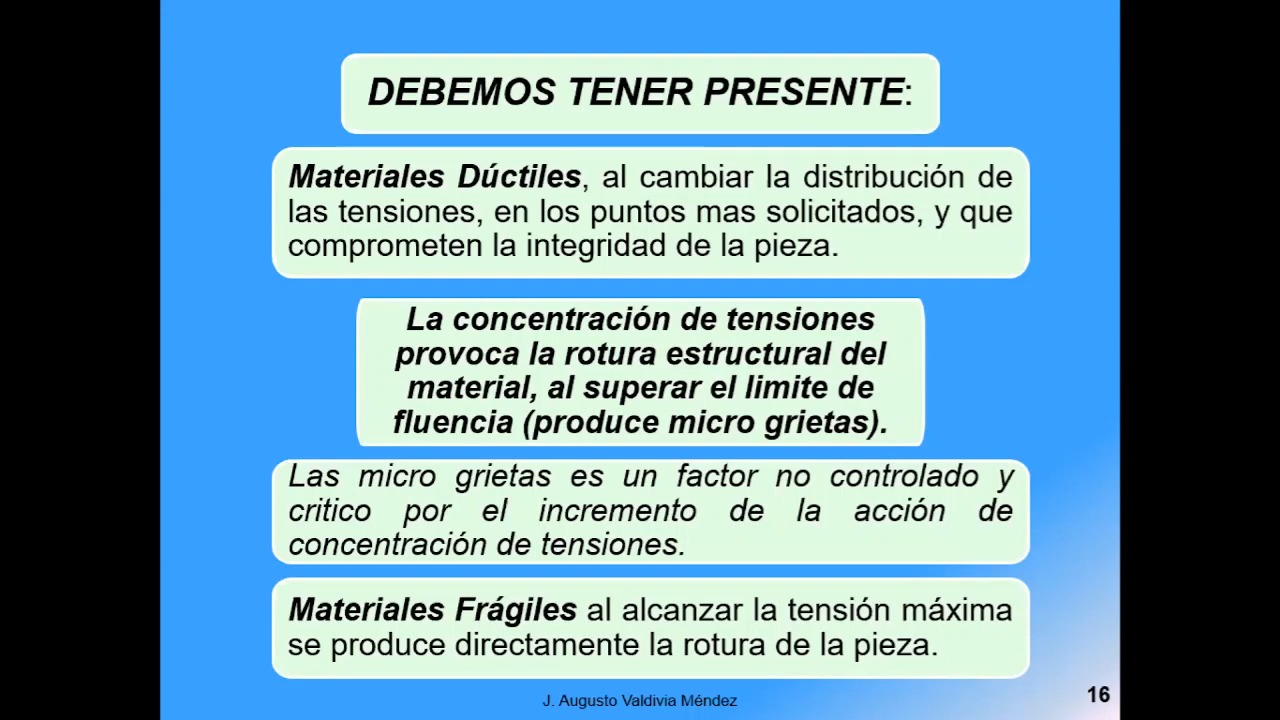 DEBEMOS TENER PRESENTE:
Materiales Dúctiles, al cambiar la distribución de
las tensiones, en los puntos mas solicitados, y que
comprometen la integridad de la pieza.
La concentración de tensiones
provoca la rotura estructural del
material, al superar el limite de
fluencia (produce micro grietas).
Las micro grietas es un factor no controlado y
critico por el incremento de la acción de
concentración de tensiones.
Materiales Frágiles al alcanzar la tensión máxima
se produce directamente la rotura de la pieza.
J. Augusto Valdivia Méndez
16